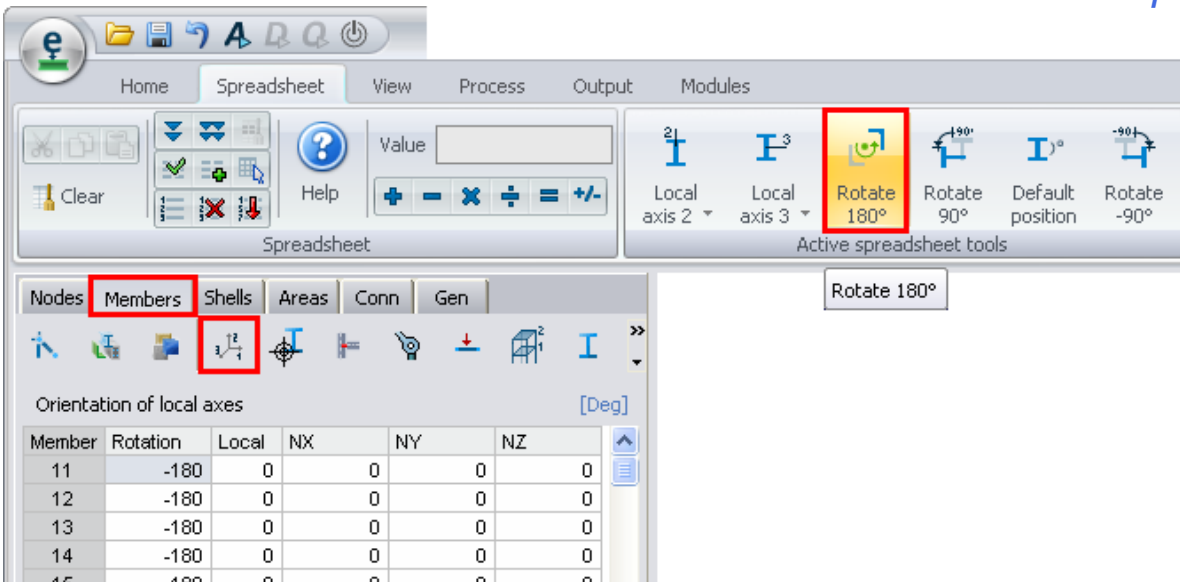 Home Spreadsheet View Process Output Modules
Value
Clear
Help
Local axis 2
Local axis 3
Rotate 180°
Rotate 90°
Default position
Rotate -90°
Spreadsheet
Active spreadsheet tools
Rotate 180°
Nodes Members Shells Areas Conn Gen
Orientation of local axes [Deg]
Member Rotation Local NX NY NZ
11 -180 0 0 0 0
12 -180 0 0 0 0
13 -180 0 0 0 0
14 -180 0 0 0 0